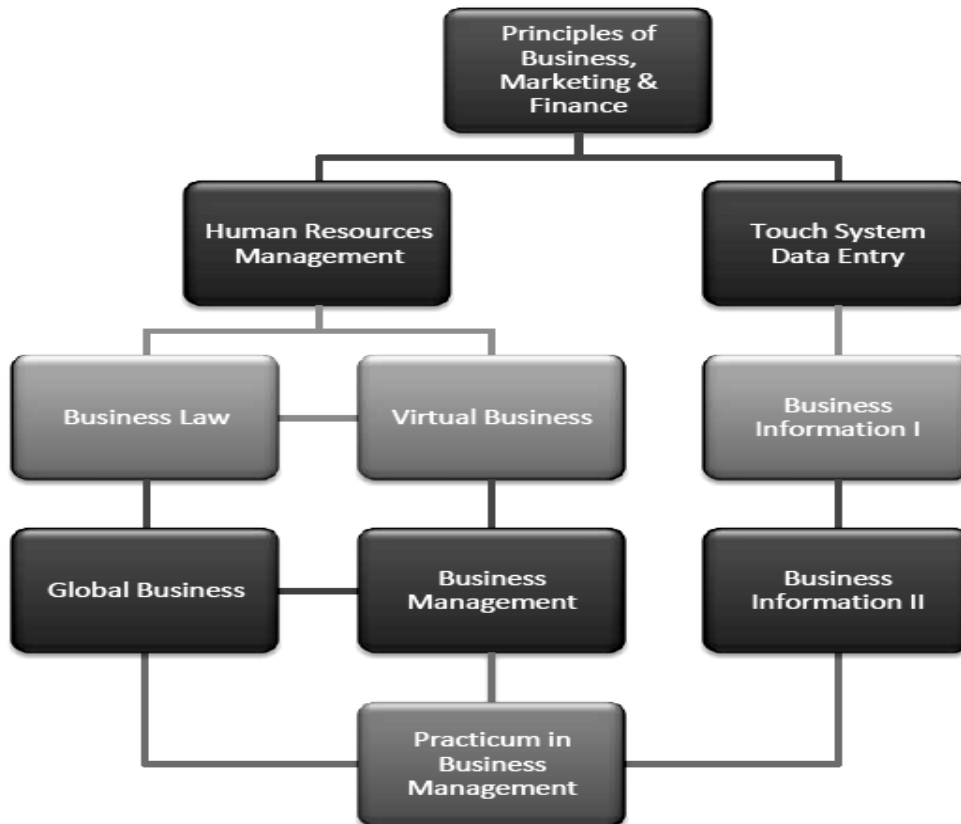 Principles of
Business,
Marketing &
Finance
Human Resources
Management
Touch System
Data Entry
Business Law
Virtual Business
Business
Information I
Global Business
Business
Management
Business
Information II
Practicum in
Business
Management